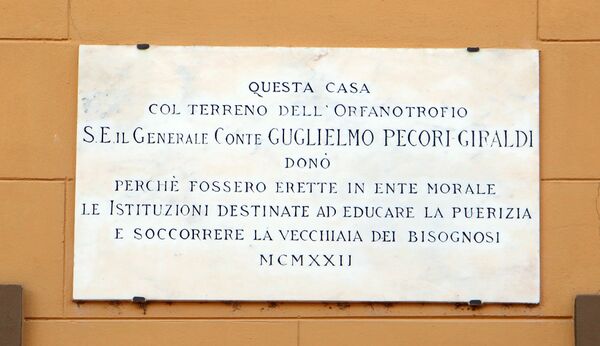 QUESTA CASA
COL TERRENO DELL'ORFANOTROFIO
S.E. IL GENERALE CONTE GUGLIELMO PECORI-GIRALDI
DONÒ
PERCHÈ FOSSERO ERETTE IN ENTE MORALE
LE ISTITUZIONI DESTINATE AD EDUCARE LA PUERIZIA
E SOCCORRERE LA VECCHIAIA DEI BISOGNOSI
MCMXXII